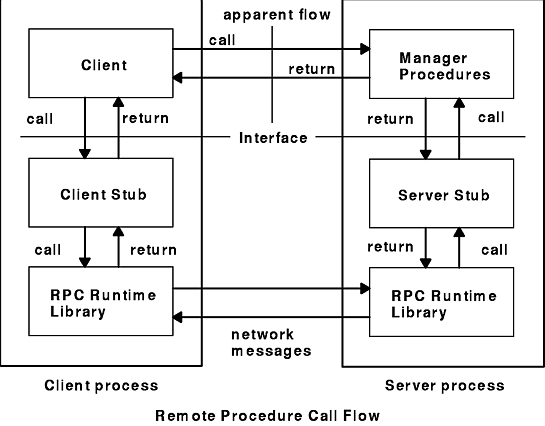 apparent flow
call
return
Client
Manager
Procedures
call
return
return
call
Interface
Client Stub
Server Stub
call
return
return
call
RPC Runtime
Library
RPC Runtime
Library
network
messages
Client process
Server process
Remote Procedure Call Flow